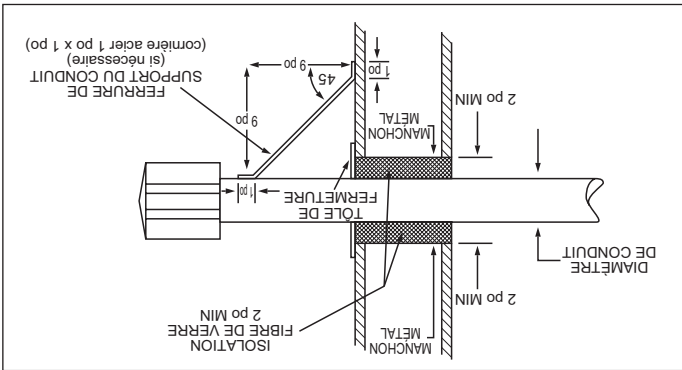 MANCHON
MÉTAL
ISOLATION
FIBRE DE VERRE
2 po MIN
2 po MIN
DIAMÈTRE
DE CONDUIT
TÔLE DE
FERMETURE
1 po
MANCHON
MÉTAL
2 po MIN
9 po
45
9 po
1 po
FERRURE DE
SUPPORT DU CONDUIT
(si nécessaire)
(cornière acier 1 po x 1 po)